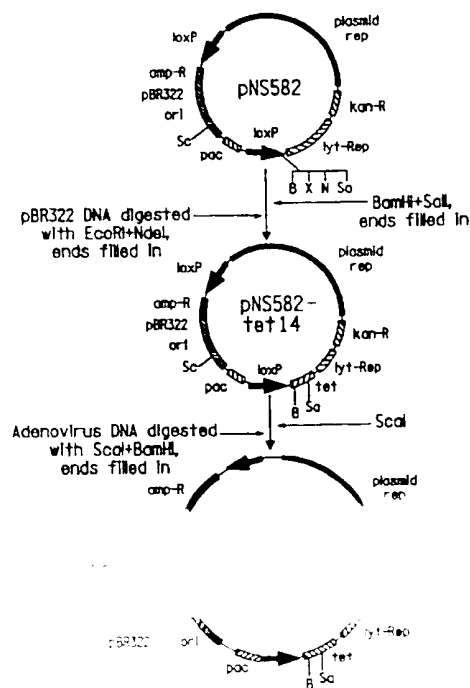 loxP
plasmid
rep
amp-R
pBR322
ori
pNS582
kan-R
Sc
pac
loxP
lyt-Rep
B X N Sa
pBR322 DNA digested
with EcoRI+NdeI,
ends filled in
BamHI+SalI,
ends filled in
loxP
plasmid
rep
amp-R
pBR322
ori
pNS582-
tet14
kan-R
Sc
pac
loxP
lyt-Rep
tet
B
Sa
Adenovirus DNA digested
with ScaI+BamHI,
ends filled in
ScaI
amp-R
plasmid
rep
pBR322
ori
lyt-Rep
pac
tet
B
Sa